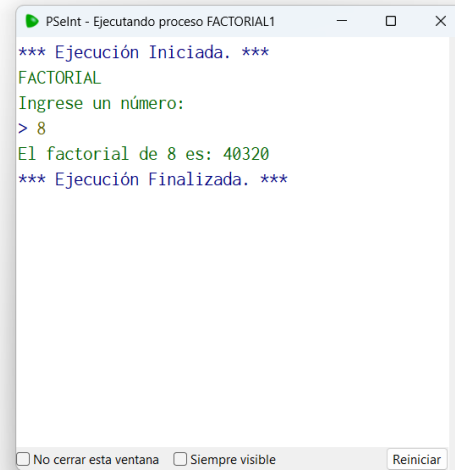 PSeInt - Ejecutando proceso FACTORIAL1
*** Ejecución Iniciada. ***
FACTORIAL
Ingrese un número:
> 8
El factorial de 8 es: 40320
*** Ejecución Finalizada. ***
No cerrar esta ventana Siempre visible Reiniciar